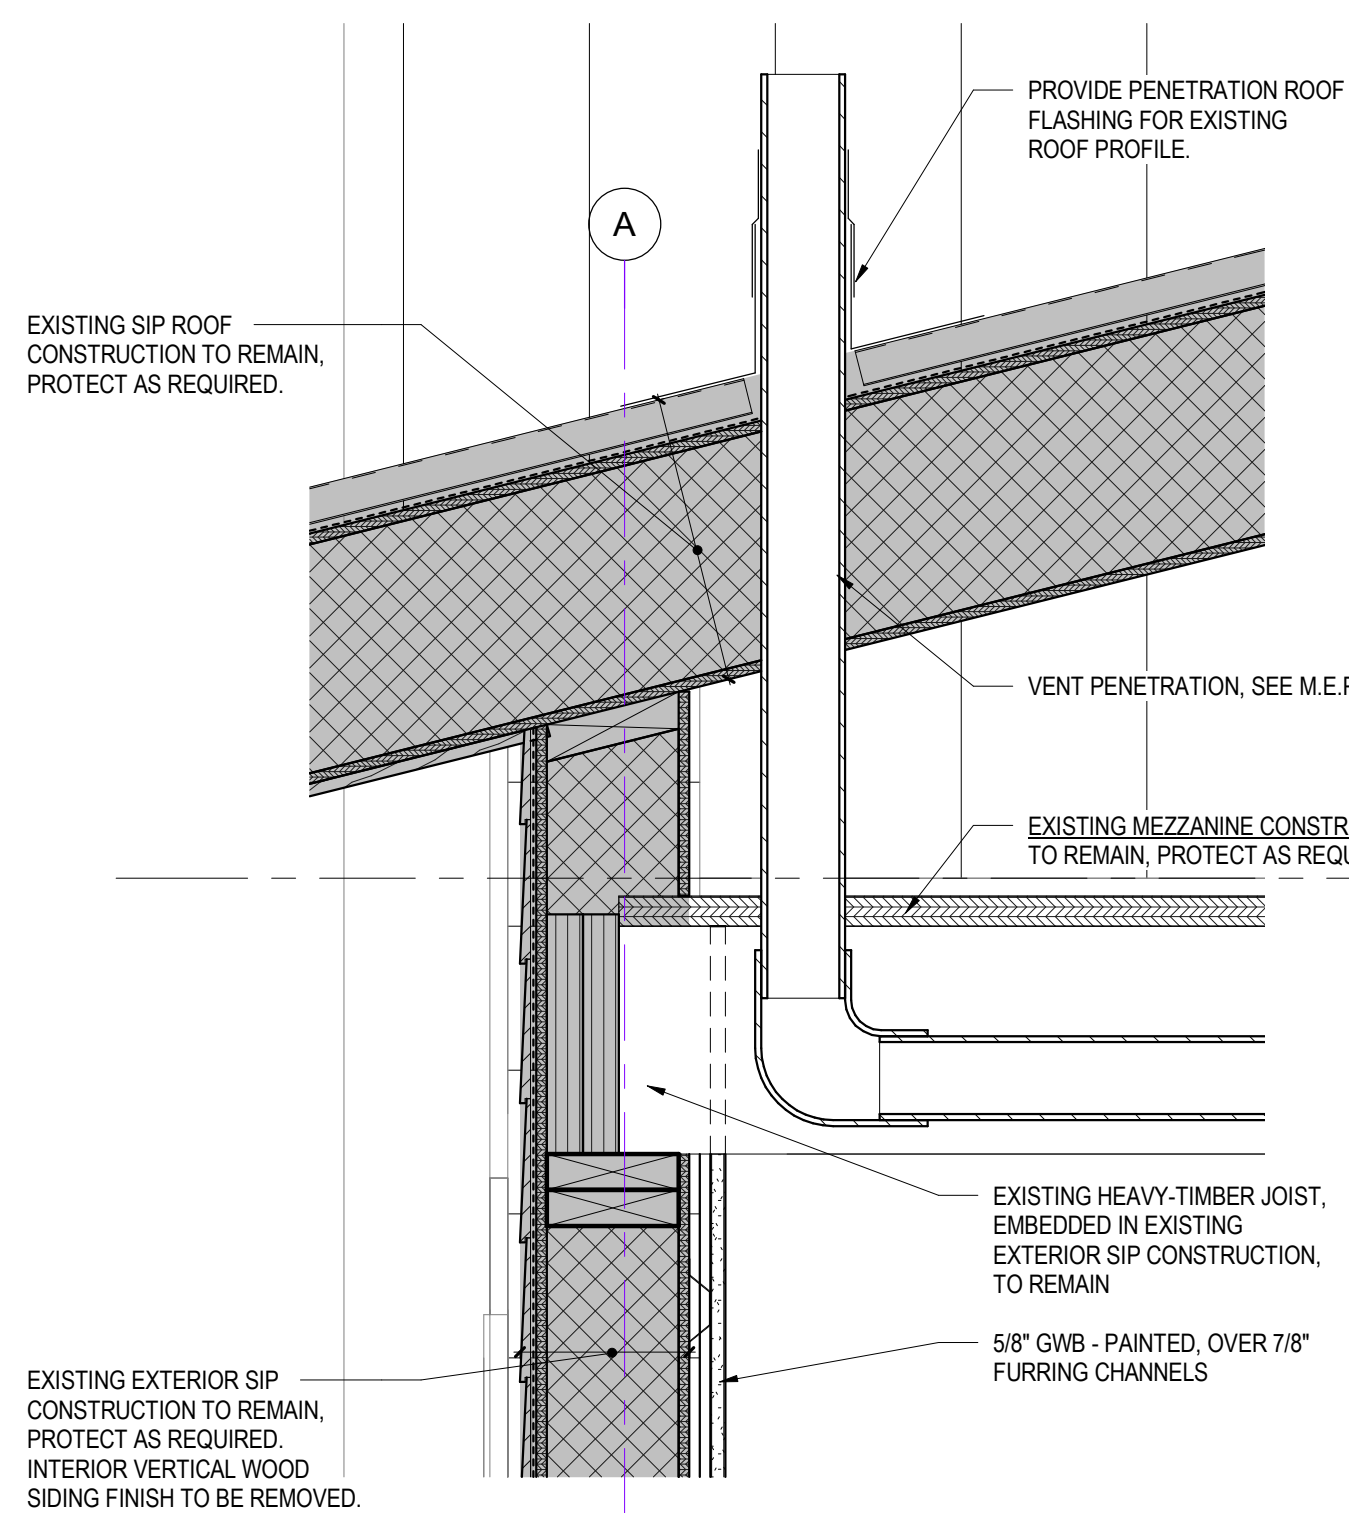 PROVIDE PENETRATION ROOF
FLASHING FOR EXISTING
ROOF PROFILE.
A
EXISTING SIP ROOF
CONSTRUCTION TO REMAIN,
PROTECT AS REQUIRED.
VENT PENETRATION, SEE
EXISTING MEZZANINE
TO REMAIN, PROTECT AS
EXISTING HEAVY-TIMBER JOIST,
EMBEDDED IN EXISTING
EXTERIOR SIP CONSTRUCTION,
TO REMAIN
5/8" GWB - PAINTED, OVER 7/8"
FURRING CHANNELS
EXISTING EXTERIOR SIP
CONSTRUCTION TO REMAIN,
PROTECT AS REQUIRED.
INTERIOR VERTICAL WOOD
SIDING FINISH TO BE REMOVED.